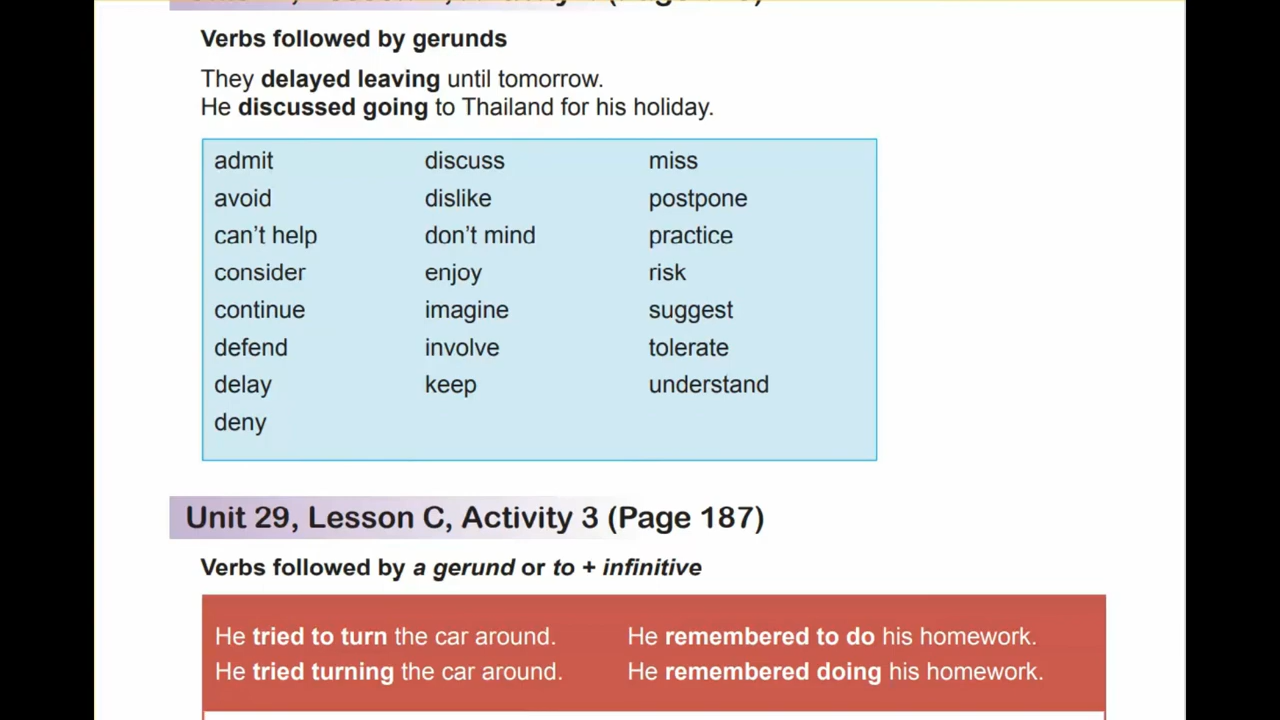 Verbs followed by gerunds
They delayed leaving until tomorrow.
He discussed going to Thailand for his holiday.
admit discuss miss
avoid dislike postpone
can't help don't mind practice
consider enjoy risk
continue imagine suggest
defend involve tolerate
delay keep understand
deny
Unit 29, Lesson C, Activity 3 (Page 187)
Verbs followed by a gerund or to + infinitive
He tried to turn the car around. He remembered to do his homework.
He tried turning the car around. He remembered doing his homework.